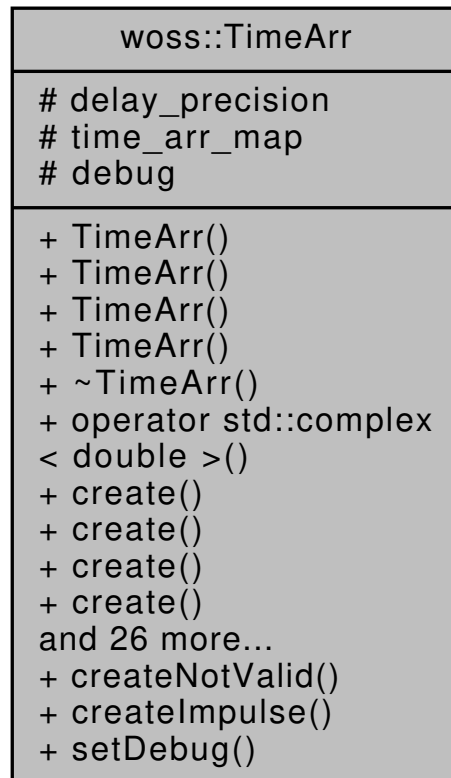 woss::TimeArr
# delay_precision
# time_arr_map
# debug
+ TimeArr()
+ TimeArr()
+ TimeArr()
+ TimeArr()
+ ~TimeArr()
+ operator std::complex
< double >()
+ create()
+ create()
+ create()
+ create()
and 26 more...
+ createNotValid()
+ createImpulse()
+ setDebug()